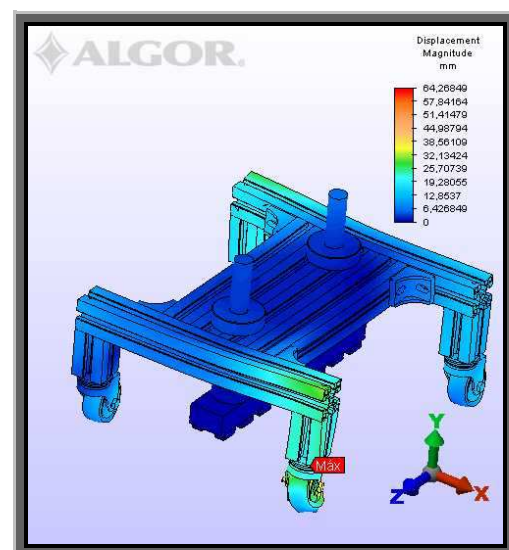 ALGOR.
Displacement
Magnitude
mm
64,26849
57,84164
51,41479
44,98794
38,56109
32,13424
25,70739
19,28055
12,8537
6,426849
0
Máx
Y
Z
X